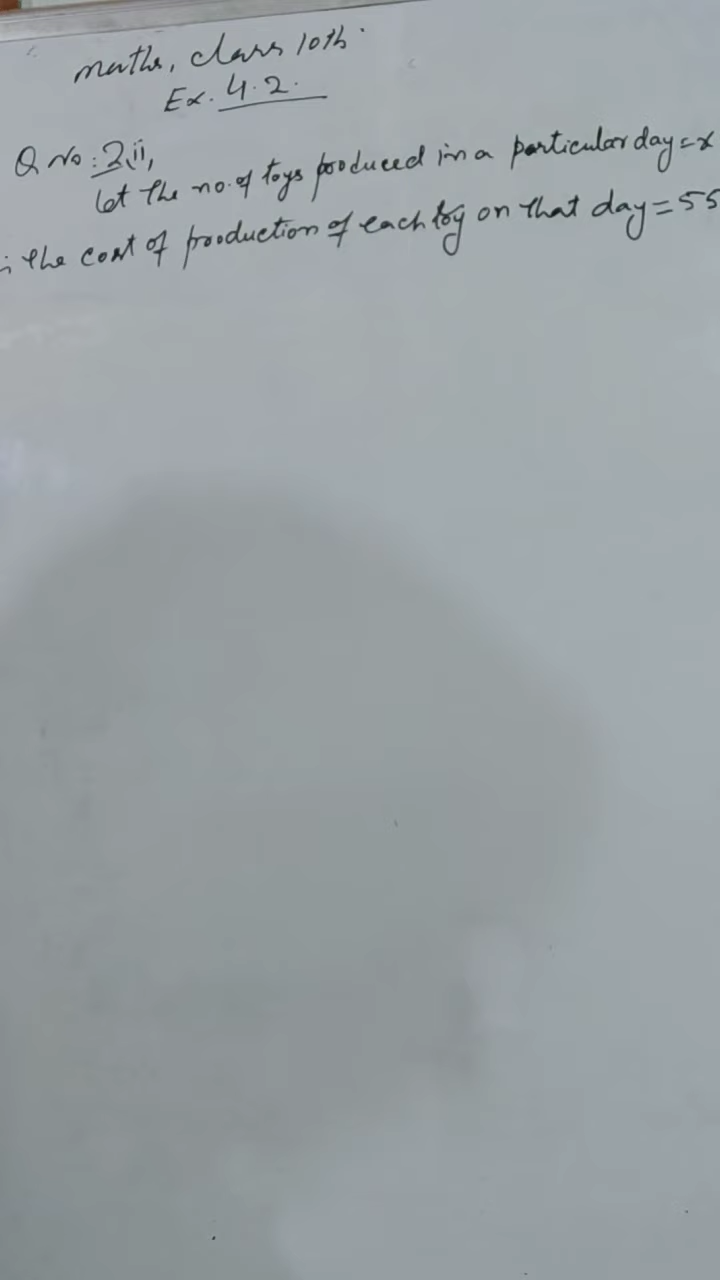 maths, class 10th.
Ex. 4.2.
Q No: 2,ii,
let the no. of toys produced in a particular day = x
∴ the cost of production of each toy on that day = 55